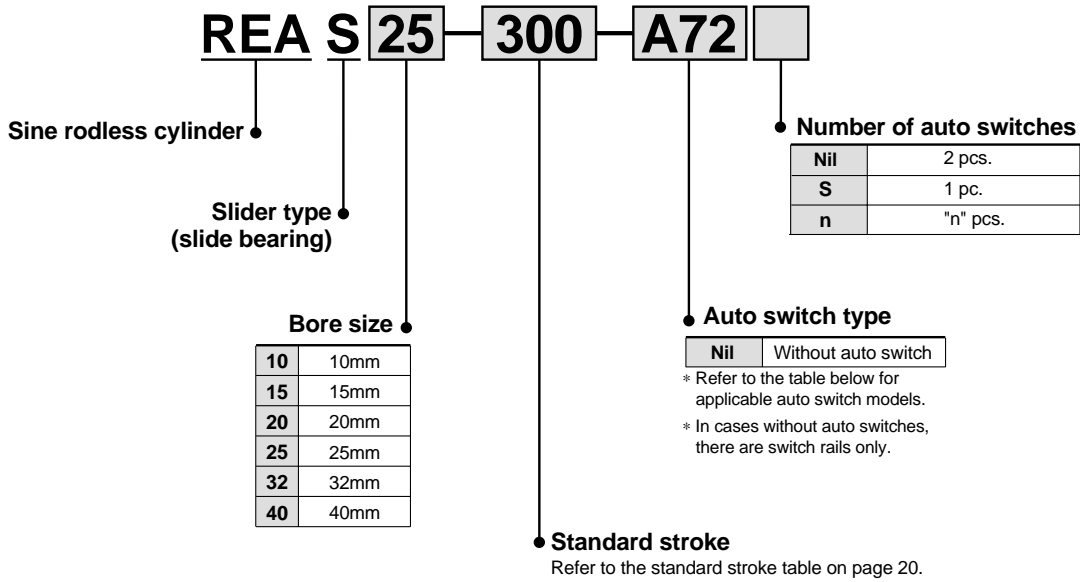 REA S 25 — 300 — A72
Sine rodless cylinder
Number of auto switches
Nil 2 pcs.
S 1 pc.
n "n" pcs.
Slider type
(slide bearing)
Bore size
10 10mm
15 15mm
20 20mm
25 25mm
32 32mm
40 40mm
Auto switch type
Nil Without auto switch
∗ Refer to the table below for
applicable auto switch models.
∗ In cases without auto switches,
there are switch rails only.
Standard stroke
Refer to the standard stroke table on page 20.